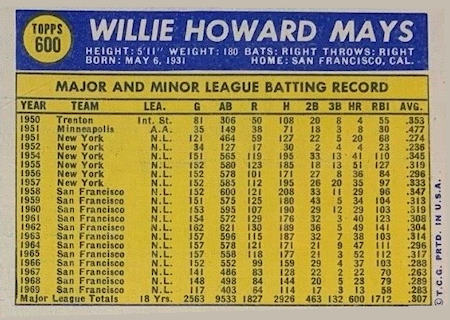 TOPPS
600
WILLIE HOWARD MAYS
HEIGHT: 5'11" WEIGHT: 180 BATS: RIGHT THROWS: RIGHT
BORN: MAY 6, 1931 HOME: SAN FRANCISCO, CAL.
MAJOR AND MINOR LEAGUE BATTING RECORD
YEAR TEAM LEA. G AB R H 2B 3B HR RBI AVG.
1950 Trenton Int. St. 81 306 50 108 20 8 4 55 .353
1951 Minneapolis A.A. 35 149 38 71 18 3 8 30 .477
1951 New York N.L. 121 464 59 127 22 5 20 68 .274
1952 New York N.L. 34 127 17 30 2 4 4 23 .236
1954 New York N.L. 151 565 119 195 33 13 41 110 .345
1955 New York N.L. 152 580 123 185 18 13 51 127 .319
1956 New York N.L. 152 578 101 171 27 8 36 84 .296
1957 New York N.L. 152 585 112 195 26 20 35 97 .333
1958 San Francisco N.L. 152 600 121 208 33 11 29 96 .347
1959 San Francisco N.L. 151 575 125 180 43 5 34 104 .313
1960 San Francisco N.L. 153 595 107 190 29 12 29 103 .319
1961 San Francisco N.L. 154 572 129 176 32 3 40 123 .308
1962 San Francisco N.L. 162 621 130 189 36 5 49 141 .304
1963 San Francisco N.L. 157 596 115 187 32 7 38 103 .314
1964 San Francisco N.L. 157 578 121 171 21 9 47 111 .296
1965 San Francisco N.L. 157 558 118 177 21 3 52 112 .317
1966 San Francisco N.L. 152 552 99 159 29 4 37 103 .288
1967 San Francisco N.L. 141 486 83 128 22 2 22 70 .263
1968 San Francisco N.L. 148 498 84 144 20 5 23 79 .289
1969 San Francisco N.L. 117 403 64 114 17 3 13 58 .283
Major League Totals 18 Yrs. 2563 9533 1827 2926 463 132 600 1712 .307
© T.C.G. PRTD. IN U.S.A.